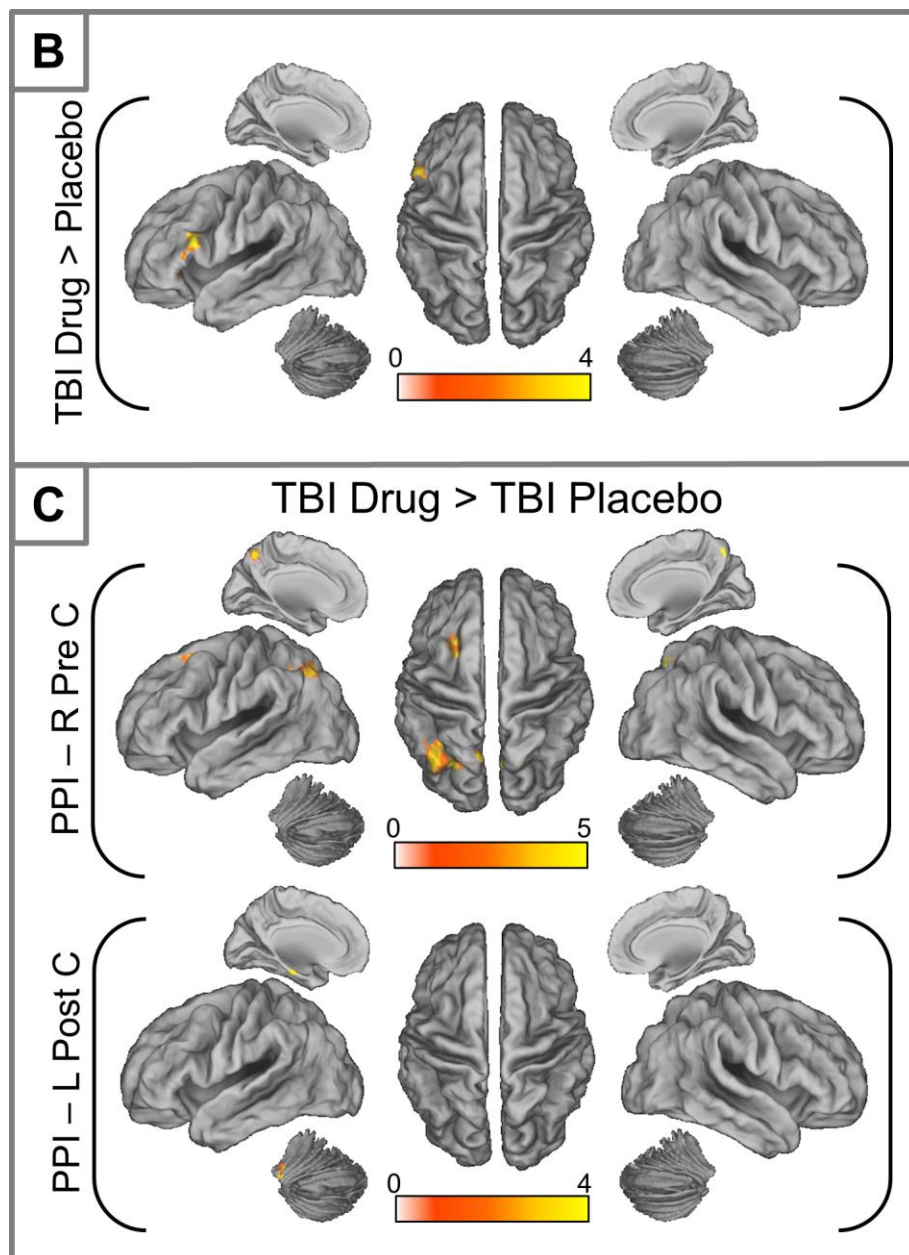 B
TBI Drug > Placebo
0 4
C
TBI Drug > TBI Placebo
PPI – R Pre C
0 5
PPI – L Post C
0 4